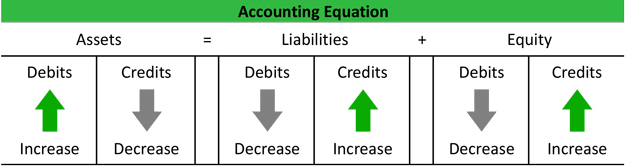 Accounting Equation
Assets = Liabilities + Equity
Debits Credits Debits Credits Debits Credits
Increase Decrease Decrease Increase Decrease Increase